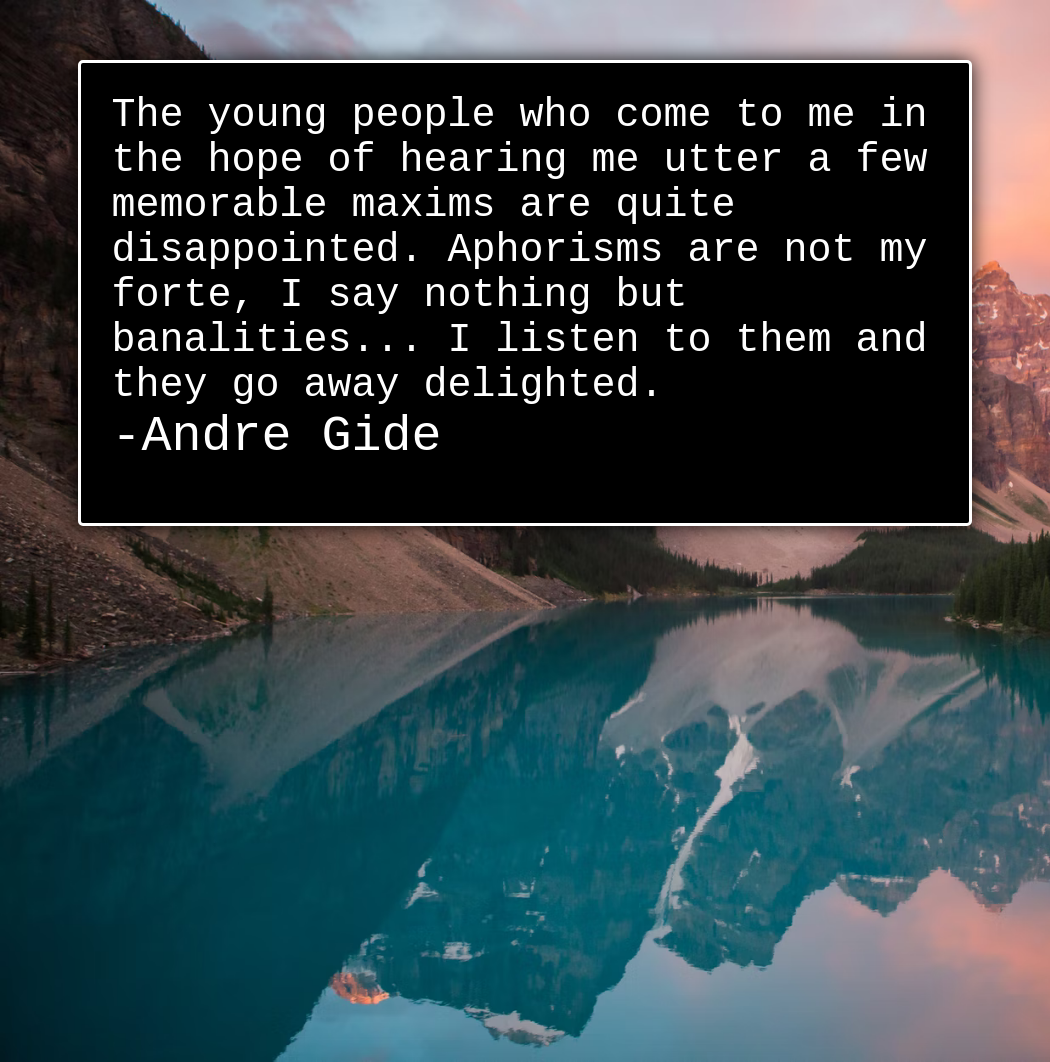 The young people who come to me in
the hope of hearing me utter a few
memorable maxims are quite
disappointed. Aphorisms are not my
forte, I say nothing but
banalities... I listen to them and
they go away delighted.
-Andre Gide